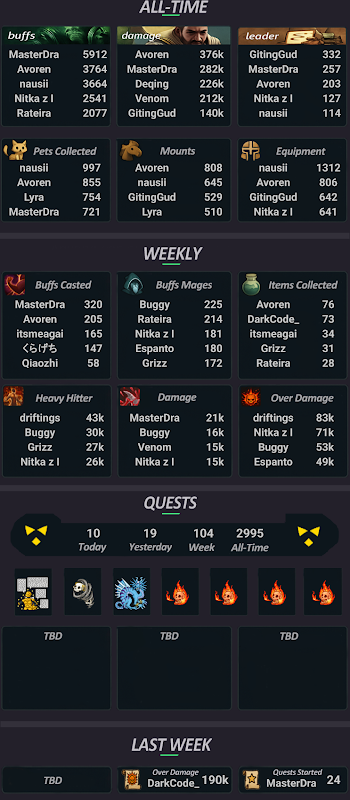 ALL-TIME
buffs
MasterDra 5912
Avoren 3764
nausii 3664
Nitka z l 2541
Rateira 2077
damage
Avoren 376k
MasterDra 282k
Deqing 226k
Venom 212k
GitingGud 140k
leader
GitingGud 332
MasterDra 257
Avoren 203
Nitka z l 127
nausii 114
Pets Collected
nausii 997
Avoren 855
Lyra 754
MasterDra 721
Mounts
Avoren 808
nausii 645
GitingGud 529
Lyra 510
Equipment
nausii 1312
Avoren 806
GitingGud 642
Nitka z l 641
WEEKLY
Buffs Casted
MasterDra 320
Avoren 205
itsmeagai 165
くらげち 147
Qiaozhi 58
Buffs Mages
Buggy 225
Rateira 214
Nitka z l 181
Espanto 180
Grizz 172
Items Collected
Avoren 76
DarkCode_ 73
itsmeagai 34
Grizz 31
Rateira 28
Heavy Hitter
driftings 43k
Buggy 30k
Grizz 27k
Nitka z l 26k
Damage
MasterDra 21k
Buggy 16k
Venom 15k
Nitka z l 15k
Over Damage
driftings 83k
Nitka z l 71k
Buggy 53k
Espanto 49k
QUESTS
10 19 104 2995
Today Yesterday Week All-Time
TBD
TBD
TBD
LAST WEEK
TBD
Over Damage
DarkCode_ 190k
Quests Started
MasterDra 24